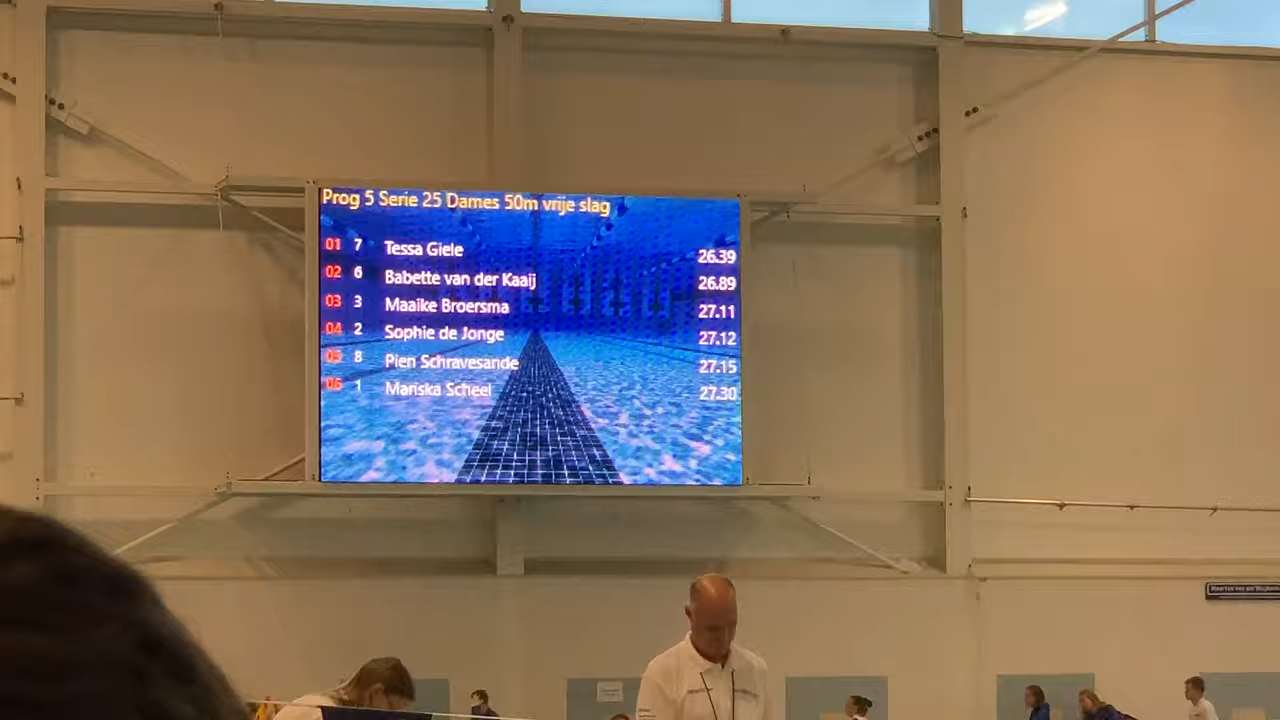 Prog 5 Serie 25 Dames 50m vrije slag
01 7 Tessa Giele 26.39
02 6 Babette van der Kaaij 26.89
03 3 Maaike Broersma 27.11
04 2 Sophie de Jonge 27.12
05 8 Pien Schravesande 27.15
06 1 Mariska Scheel 27.30